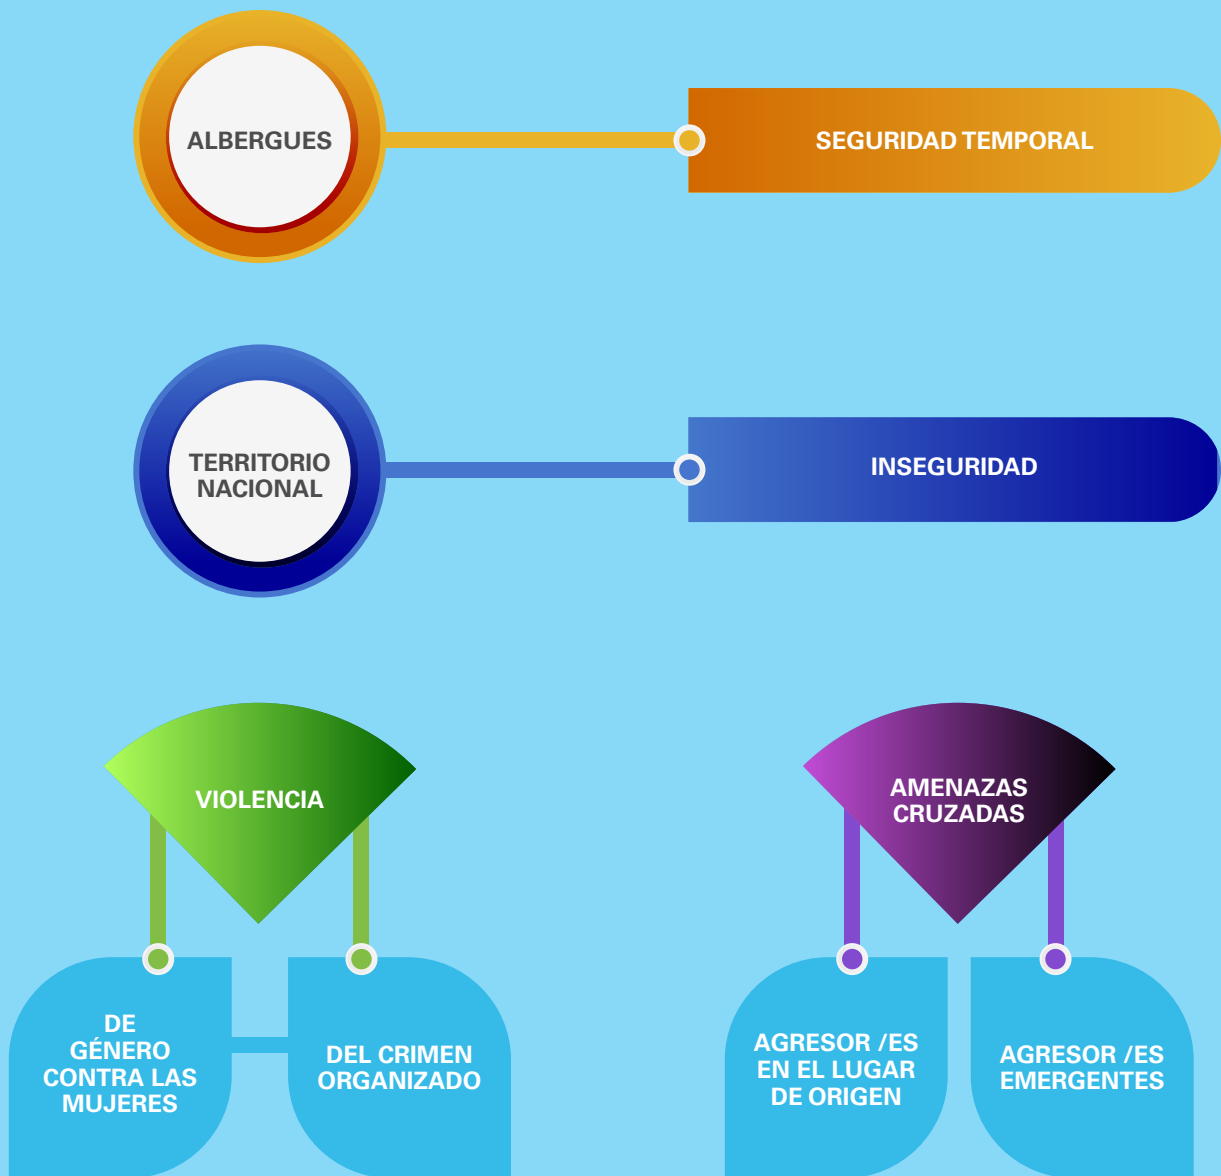 ALBERGUES
SEGURIDAD TEMPORAL
TERRITORIO
NACIONAL
INSEGURIDAD
VIOLENCIA
DE
GÉNERO
CONTRA LAS
MUJERES
DEL CRIMEN
ORGANIZADO
AMENAZAS
CRUZADAS
AGRESOR /ES
EN EL LUGAR
DE ORIGEN
AGRESOR /ES
EMERGENTES